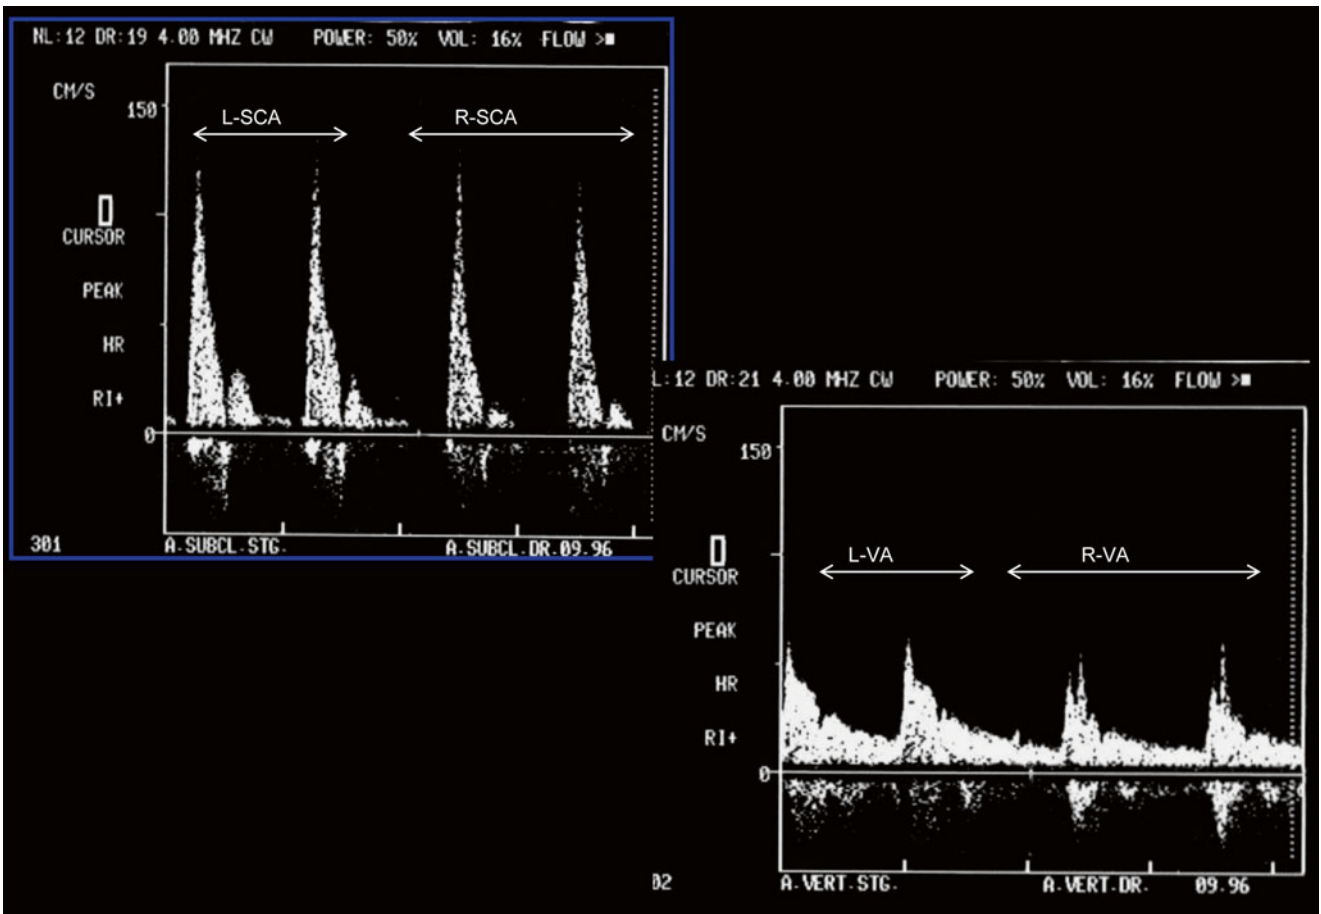 NL:12 DR:19 4.00 MHZ CW POWER: 50% VOL: 16% FLOW >■
CM/S
150
L-SCA R-SCA
CURSOR
PEAK
HR
RI+
0
301 A.SUBCL.STG. A.SUBCL.DR.09.96
L:12 DR:21 4.00 MHZ CW POWER: 50% VOL: 16% FLOW >■
CM/S
150
L-VA R-VA
CURSOR
PEAK
HR
RI+
0
02 A.VERT.STG. A.VERT.DR. 09.96